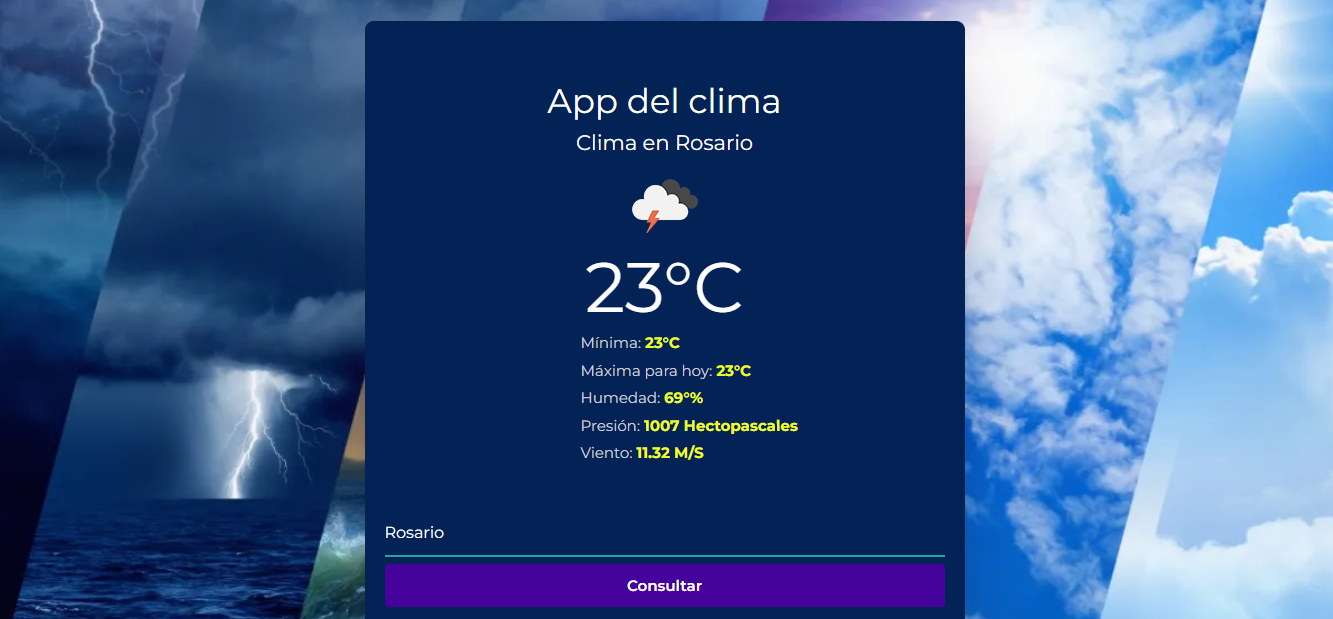 App del clima
Clima en Rosario
23°C
Mínima: 23°C
Máxima para hoy: 23°C
Humedad: 69°%
Presión: 1007 Hectopascales
Viento: 11.32 M/S
Rosario
Consultar